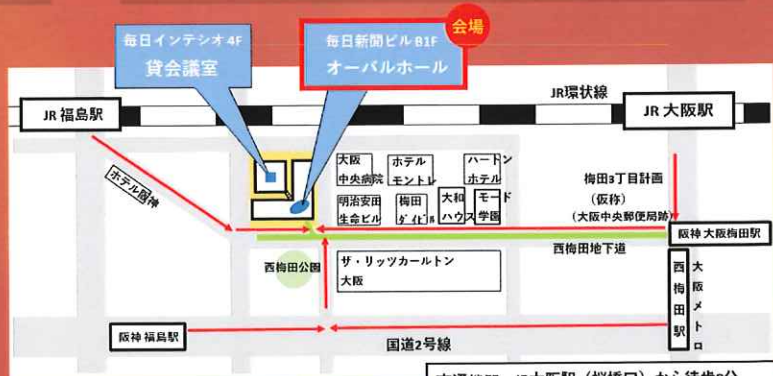 会場
毎日インテシオ4F
貸会議室
毎日新聞ビルB1F
オーバルホール
JR環状線
JR 福島駅
JR 大阪駅
ホテル阪神
大阪
中央病院
ホテル
モントレ
ハートン
ホテル
明治安田
生命ビル
梅田
ダイビル
大和
ハウス
モード
学園
梅田3丁目計画
(仮称)
(大阪中央郵便局跡)
阪神 大阪梅田駅
西梅田地下道
西梅田公園
ザ・リッツカールトン
大阪
西梅田駅
大阪メトロ
阪神 福島駅
国道2号線